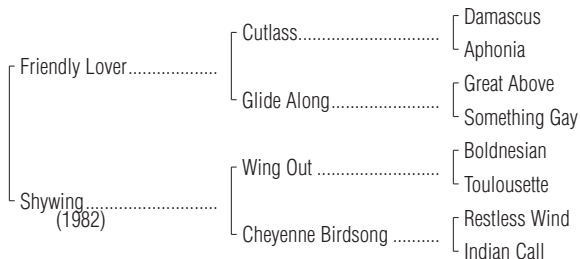 Damascus
Cutlass
Aphonia
Friendly Lover
Great Above
Glide Along
Something Gay
Boldnesian
Wing Out
Toulousette
Shywing
(1982)
Restless Wind
Cheyenne Birdsong
Indian Call